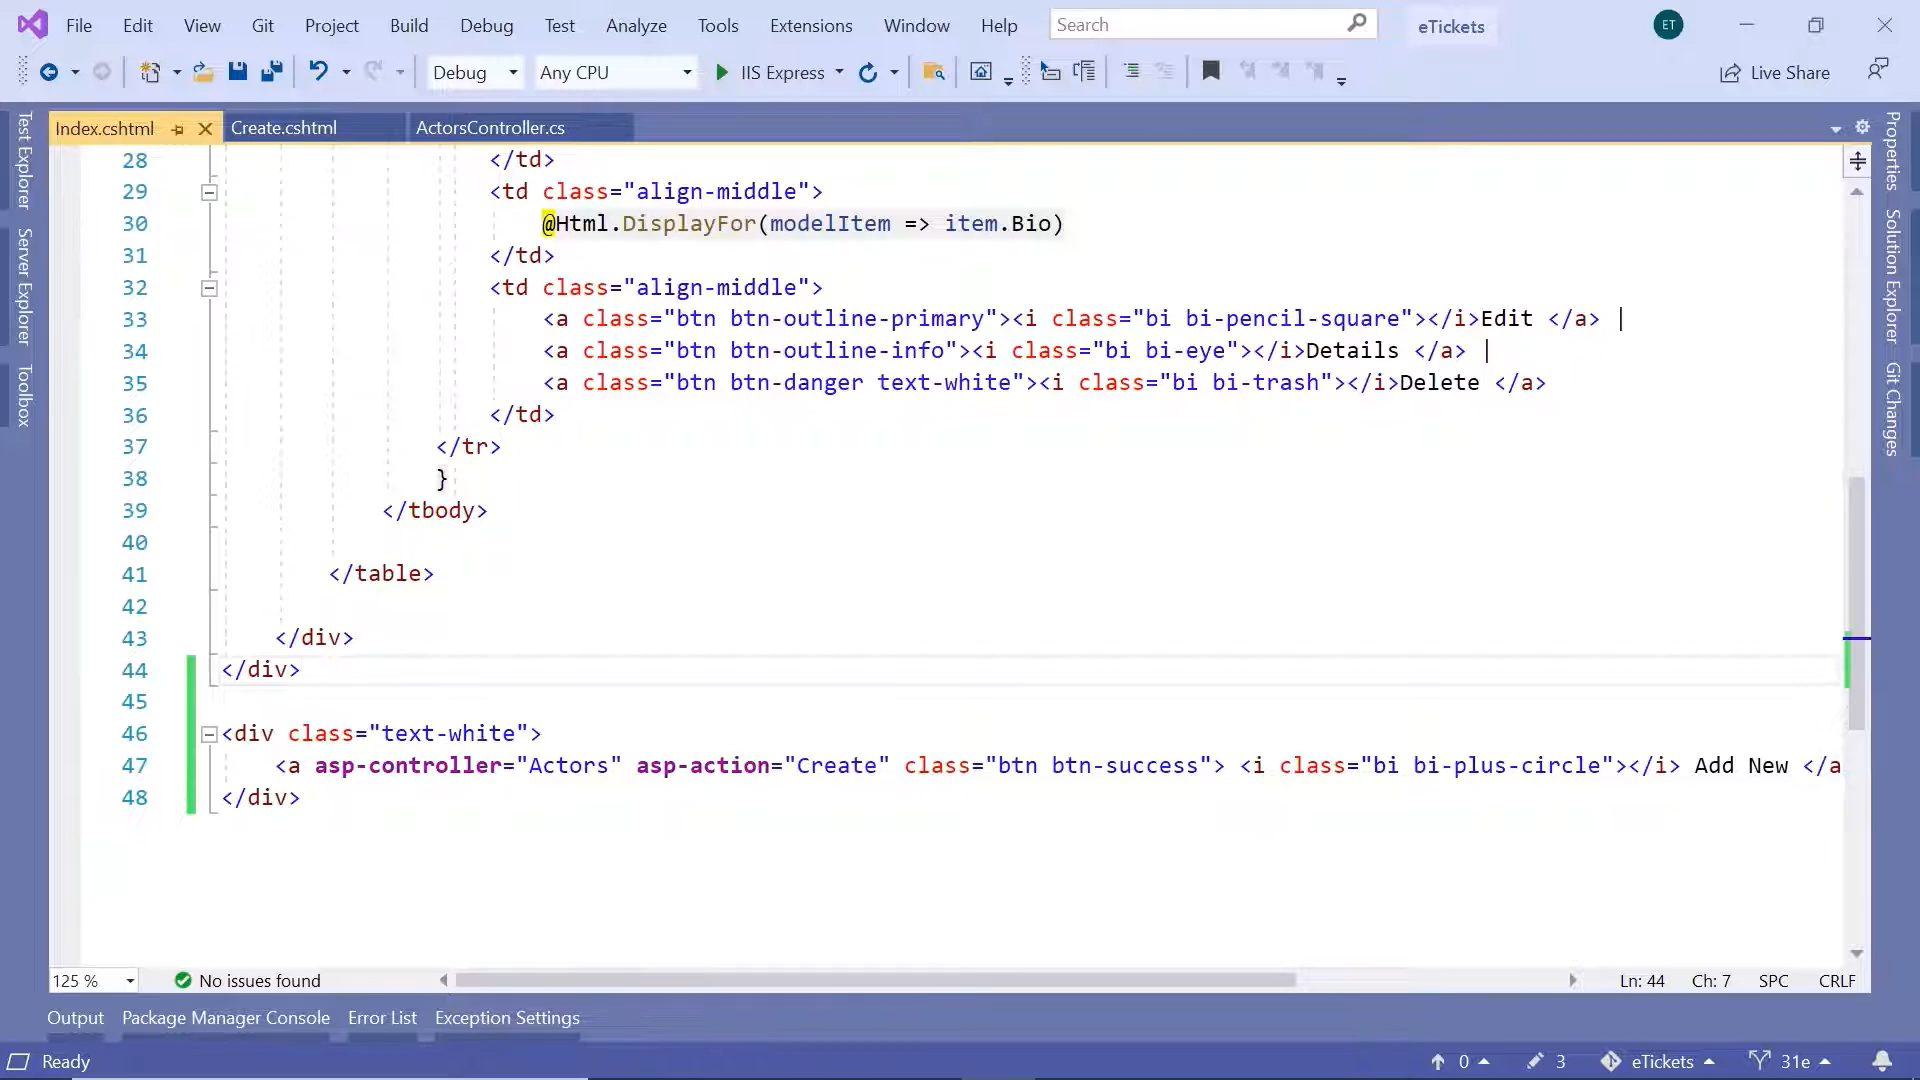 File Edit View Git Project Build Debug Test Analyze Tools Extensions Window Help Search eTickets ET
Debug Any CPU IIS Express Live Share
Index.cshtml Create.cshtml ActorsController.cs
Test Explorer
Server Explorer
Toolbox
28 </td>
29 <td class="align-middle">
30 @Html.DisplayFor(modelItem => item.Bio)
31 </td>
32 <td class="align-middle">
33 <a class="btn btn-outline-primary"><i class="bi bi-pencil-square"></i>Edit </a> |
34 <a class="btn btn-outline-info"><i class="bi bi-eye"></i>Details </a> |
35 <a class="btn btn-danger text-white"><i class="bi bi-trash"></i>Delete </a>
36 </td>
37 </tr>
38 }
39 </tbody>
40
41 </table>
42
43 </div>
44 </div>
45
46 <div class="text-white">
47 <a asp-controller="Actors" asp-action="Create" class="btn btn-success"> <i class="bi bi-plus-circle"></i> Add New </a
48 </div>
Properties
Solution Explorer
Git Changes
125 % No issues found Ln: 44 Ch: 7 SPC CRLF
Output Package Manager Console Error List Exception Settings
Ready 0 3 eTickets 31e